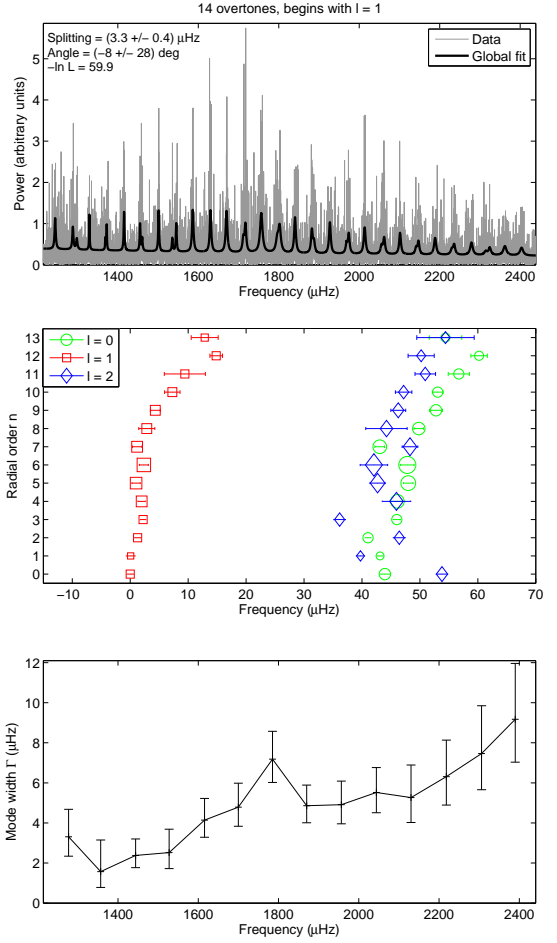 14 overtones, begins with l = 1
Splitting = (3.3 +/− 0.4) μHz
Angle = (−8 +/− 28) deg
−ln L = 59.9
Data
Global fit
Power (arbitrary units)
5
4
3
2
1
0
1400 1600 1800 2000 2200 2400
Frequency (μHz)
l = 0
l = 1
l = 2
Radial order n
13
12
11
10
9
8
7
6
5
4
3
2
1
0
−10 0 10 20 30 40 50 60 70
Frequency (μHz)
Mode width Γ (μHz)
12
10
8
6
4
2
0
1400 1600 1800 2000 2200 2400
Frequency (μHz)